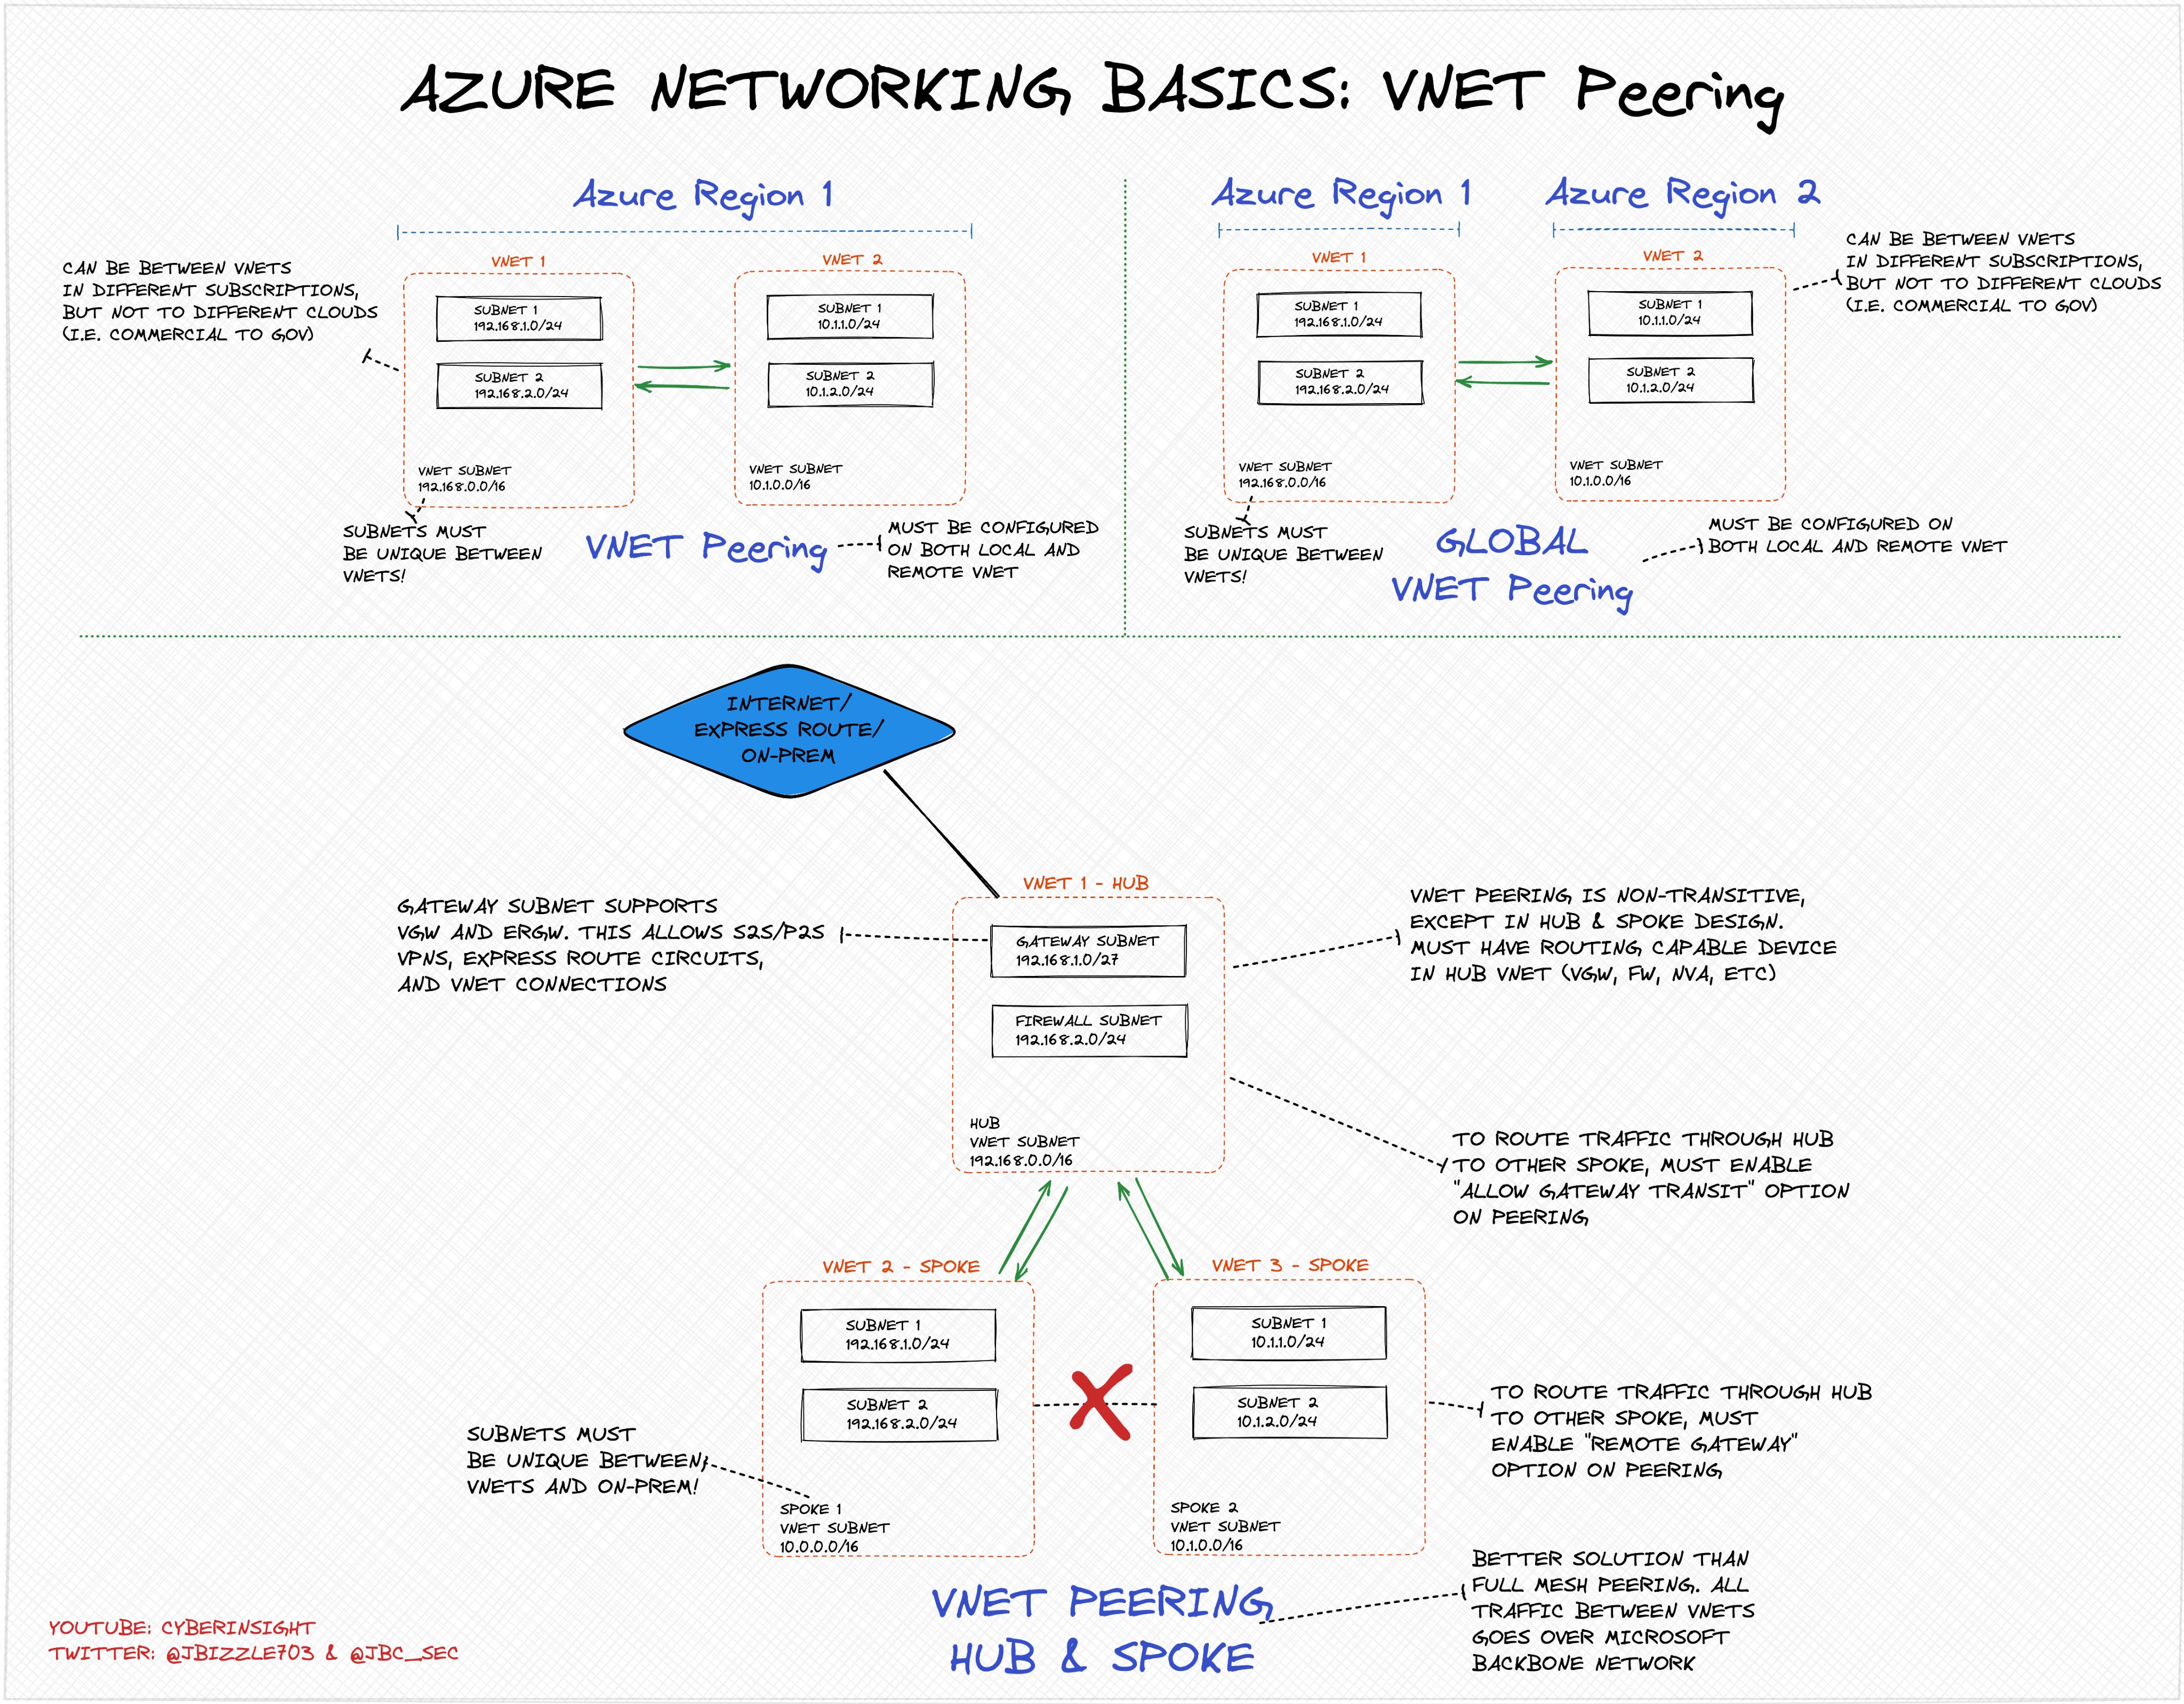 AZURE NETWORKING BASICS: VNET Peering
Azure Region 1
CAN BE BETWEEN VNETS
IN DIFFERENT SUBSCRIPTIONS,
BUT NOT TO DIFFERENT CLOUDS
(I.E. COMMERCIAL TO GOV)
VNET 1
SUBNET 1
192.168.1.0/24
SUBNET 2
192.168.2.0/24
VNET SUBNET
192.168.0.0/16
VNET 2
SUBNET 1
10.1.1.0/24
SUBNET 2
10.1.2.0/24
VNET SUBNET
10.1.0.0/16
SUBNETS MUST
BE UNIQUE BETWEEN
VNETS!
VNET Peering
MUST BE CONFIGURED
ON BOTH LOCAL AND
REMOTE VNET
Azure Region 1
Azure Region 2
VNET 1
SUBNET 1
192.168.1.0/24
SUBNET 2
192.168.2.0/24
VNET SUBNET
192.168.0.0/16
VNET 2
SUBNET 1
10.1.1.0/24
SUBNET 2
10.1.2.0/24
VNET SUBNET
10.1.0.0/16
CAN BE BETWEEN VNETS
IN DIFFERENT SUBSCRIPTIONS,
BUT NOT TO DIFFERENT CLOUDS
(I.E. COMMERCIAL TO GOV)
SUBNETS MUST
BE UNIQUE BETWEEN
VNETS!
GLOBAL
VNET Peering
MUST BE CONFIGURED ON
BOTH LOCAL AND REMOTE VNET
INTERNET/
EXPRESS ROUTE/
ON-PREM
GATEWAY SUBNET SUPPORTS
VGW AND ERGW. THIS ALLOWS S2S/P2S
VPNS, EXPRESS ROUTE CIRCUITS,
AND VNET CONNECTIONS
VNET 1 - HUB
GATEWAY SUBNET
192.168.1.0/27
FIREWALL SUBNET
192.168.2.0/24
HUB
VNET SUBNET
192.168.0.0/16
VNET PEERING IS NON-TRANSITIVE,
EXCEPT IN HUB & SPOKE DESIGN.
MUST HAVE ROUTING CAPABLE DEVICE
IN HUB VNET (VGW, FW, NVA, ETC)
TO ROUTE TRAFFIC THROUGH HUB
TO OTHER SPOKE, MUST ENABLE
"ALLOW GATEWAY TRANSIT" OPTION
ON PEERING
VNET 2 - SPOKE
SUBNET 1
192.168.1.0/24
SUBNET 2
192.168.2.0/24
SPOKE 1
VNET SUBNET
10.0.0.0/16
SUBNETS MUST
BE UNIQUE BETWEEN
VNETS AND ON-PREM!
VNET 3 - SPOKE
SUBNET 1
10.1.1.0/24
SUBNET 2
10.1.2.0/24
SPOKE 2
VNET SUBNET
10.1.0.0/16
TO ROUTE TRAFFIC THROUGH HUB
TO OTHER SPOKE, MUST
ENABLE "REMOTE GATEWAY"
OPTION ON PEERING
VNET PEERING
HUB & SPOKE
BETTER SOLUTION THAN
FULL MESH PEERING. ALL
TRAFFIC BETWEEN VNETS
GOES OVER MICROSOFT
BACKBONE NETWORK
YOUTUBE: CYBERINSIGHT
TWITTER: @JBIZZLE703 & @JBC_SEC